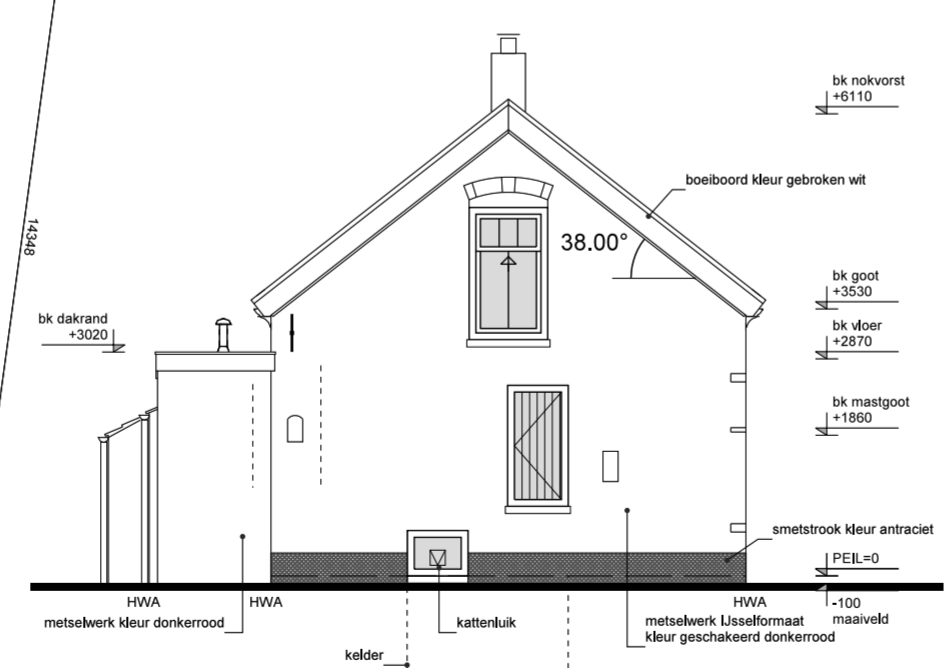 bk nokvorst
+6110
boeiboord kleur gebroken wit
14348
38.00°
bk goot
+3530
bk dakrand
+3020
bk vloer
+2870
bk mastgoot
+1860
smetstrook kleur antraciet
PEIL=0
HWA
HWA
HWA
-100
maaiveld
metselwerk kleur donkerrood
kattenluik
metselwerk IJsselformaat
kleur geschakeerd donkerrood
kelder